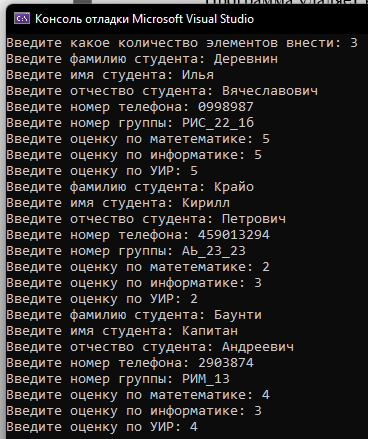 Консоль отладки Microsoft Visual Studio
Введите какое количество элементов внести: 3
Введите фамилию студента: Деревнин
Введите имя студента: Илья
Введите отчество студента: Вячеславович
Введите номер телефона: 0998987
Введите номер группы: РИС_22_1б
Введите оценку по матетематике: 5
Введите оценку по информатике: 5
Введите оценку по УИР: 5
Введите фамилию студента: Крайо
Введите имя студента: Кирилл
Введите отчество студента: Петрович
Введите номер телефона: 459013294
Введите номер группы: АЬ_23_23
Введите оценку по матетематике: 2
Введите оценку по информатике: 3
Введите оценку по УИР: 2
Введите фамилию студента: Баунти
Введите имя студента: Капитан
Введите отчество студента: Андреевич
Введите номер телефона: 2903874
Введите номер группы: РИМ_13
Введите оценку по матетематике: 4
Введите оценку по информатике: 3
Введите оценку по УИР: 4